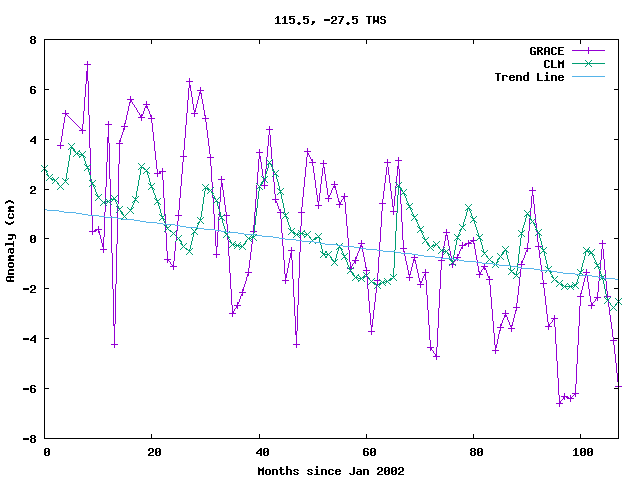 115.5, -27.5 TWS
GRACE
CLM
Trend Line
8
6
4
2
0
-2
-4
-6
-8
Anomaly (cm)
0 20 40 60 80 100
Months since Jan 2002